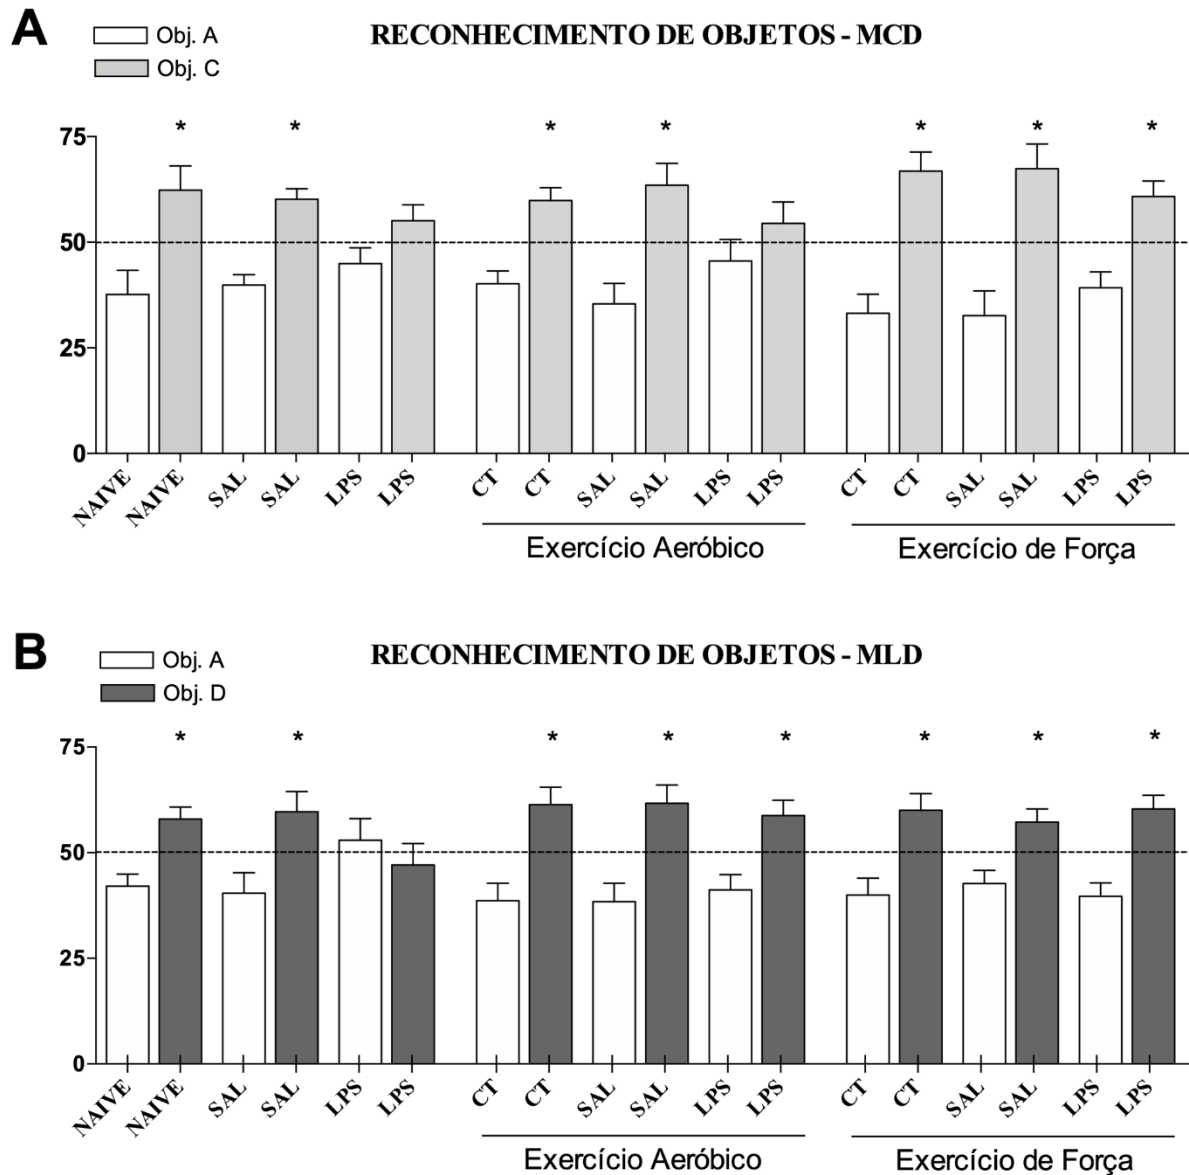 A
Obj. A
Obj. C
RECONHECIMENTO DE OBJETOS - MCD
* * * * * * *
75
50
25
0
NAIVE NAIVE SAL SAL LPS LPS CT CT SAL SAL LPS LPS CT CT SAL SAL LPS LPS
Exercício Aeróbico Exercício de Força
B
Obj. A
Obj. D
RECONHECIMENTO DE OBJETOS - MLD
* * * * * * * *
75
50
25
0
NAIVE NAIVE SAL SAL LPS LPS CT CT SAL SAL LPS LPS CT CT SAL SAL LPS LPS
Exercício Aeróbico Exercício de Força